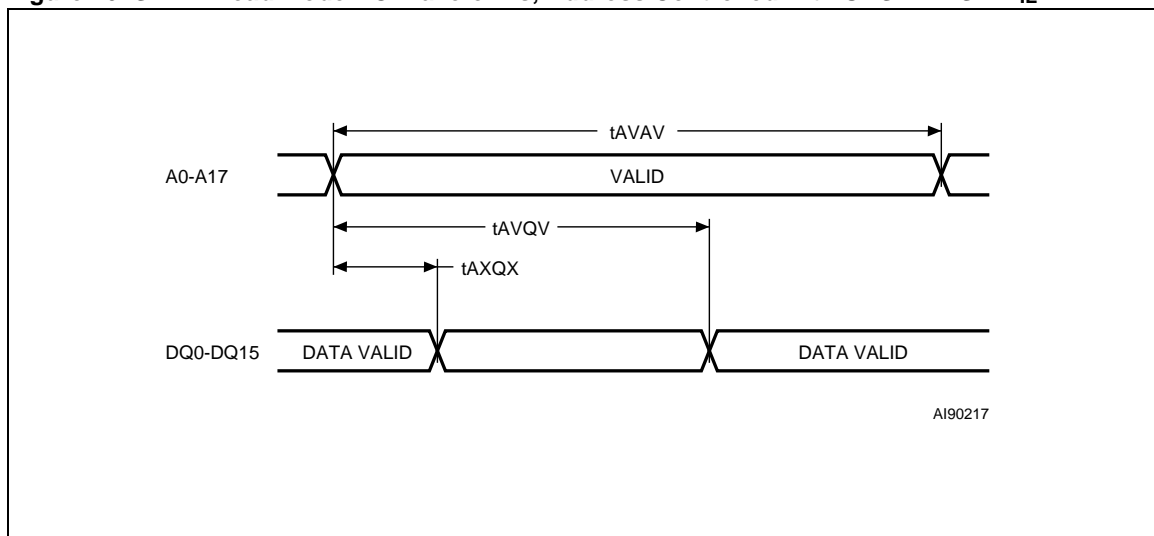 tAVAV
A0-A17
VALID
tAVQV
tAXQX
DQ0-DQ15
DATA VALID
DATA VALID
AI90217